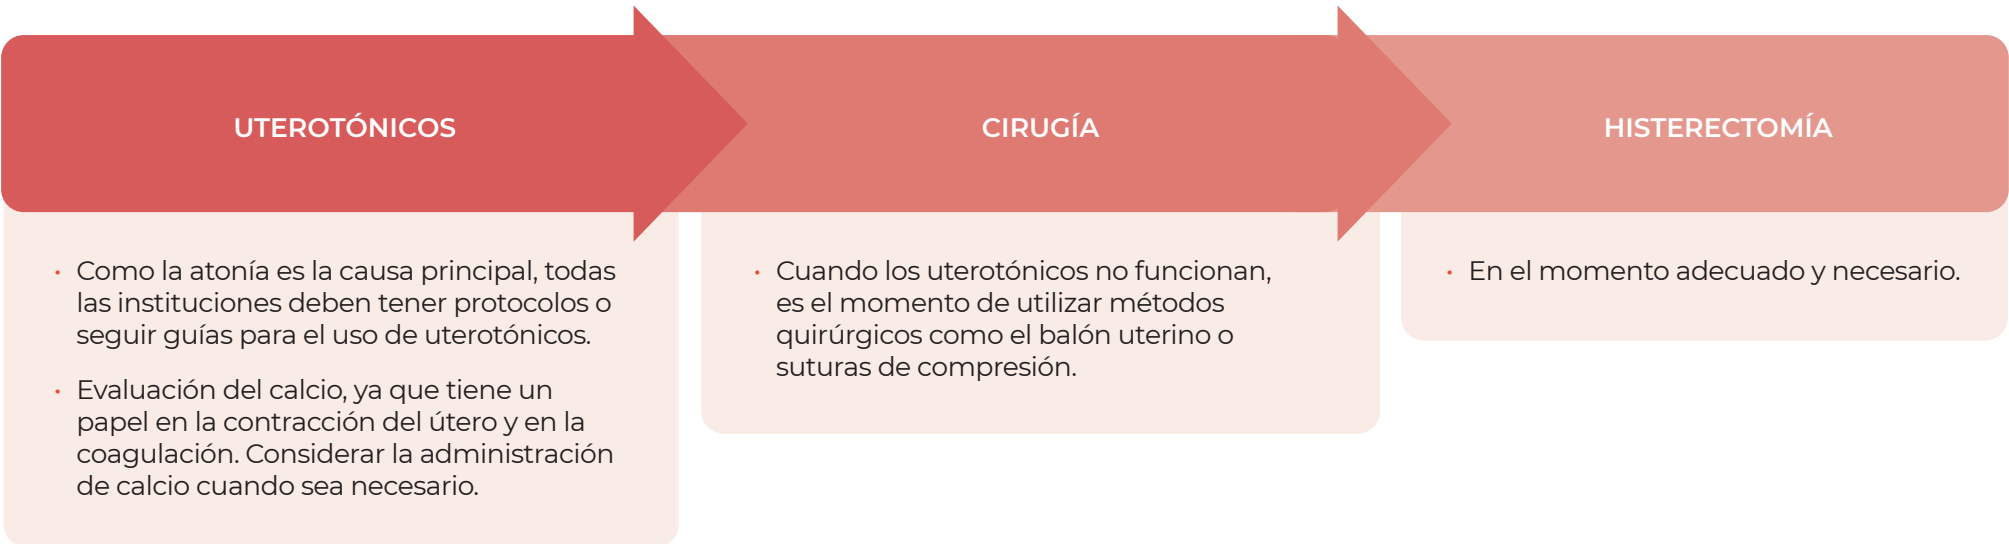 UTEROTÓNICOS
CIRUGÍA
HISTERECTOMÍA
• Como la atonía es la causa principal, todas
las instituciones deben tener protocolos o
seguir guías para el uso de uterotónicos.
• Evaluación del calcio, ya que tiene un
papel en la contracción del útero y en la
coagulación. Considerar la administración
de calcio cuando sea necesario.
• Cuando los uterotónicos no funcionan,
es el momento de utilizar métodos
quirúrgicos como el balón uterino o
suturas de compresión.
• En el momento adecuado y necesario.